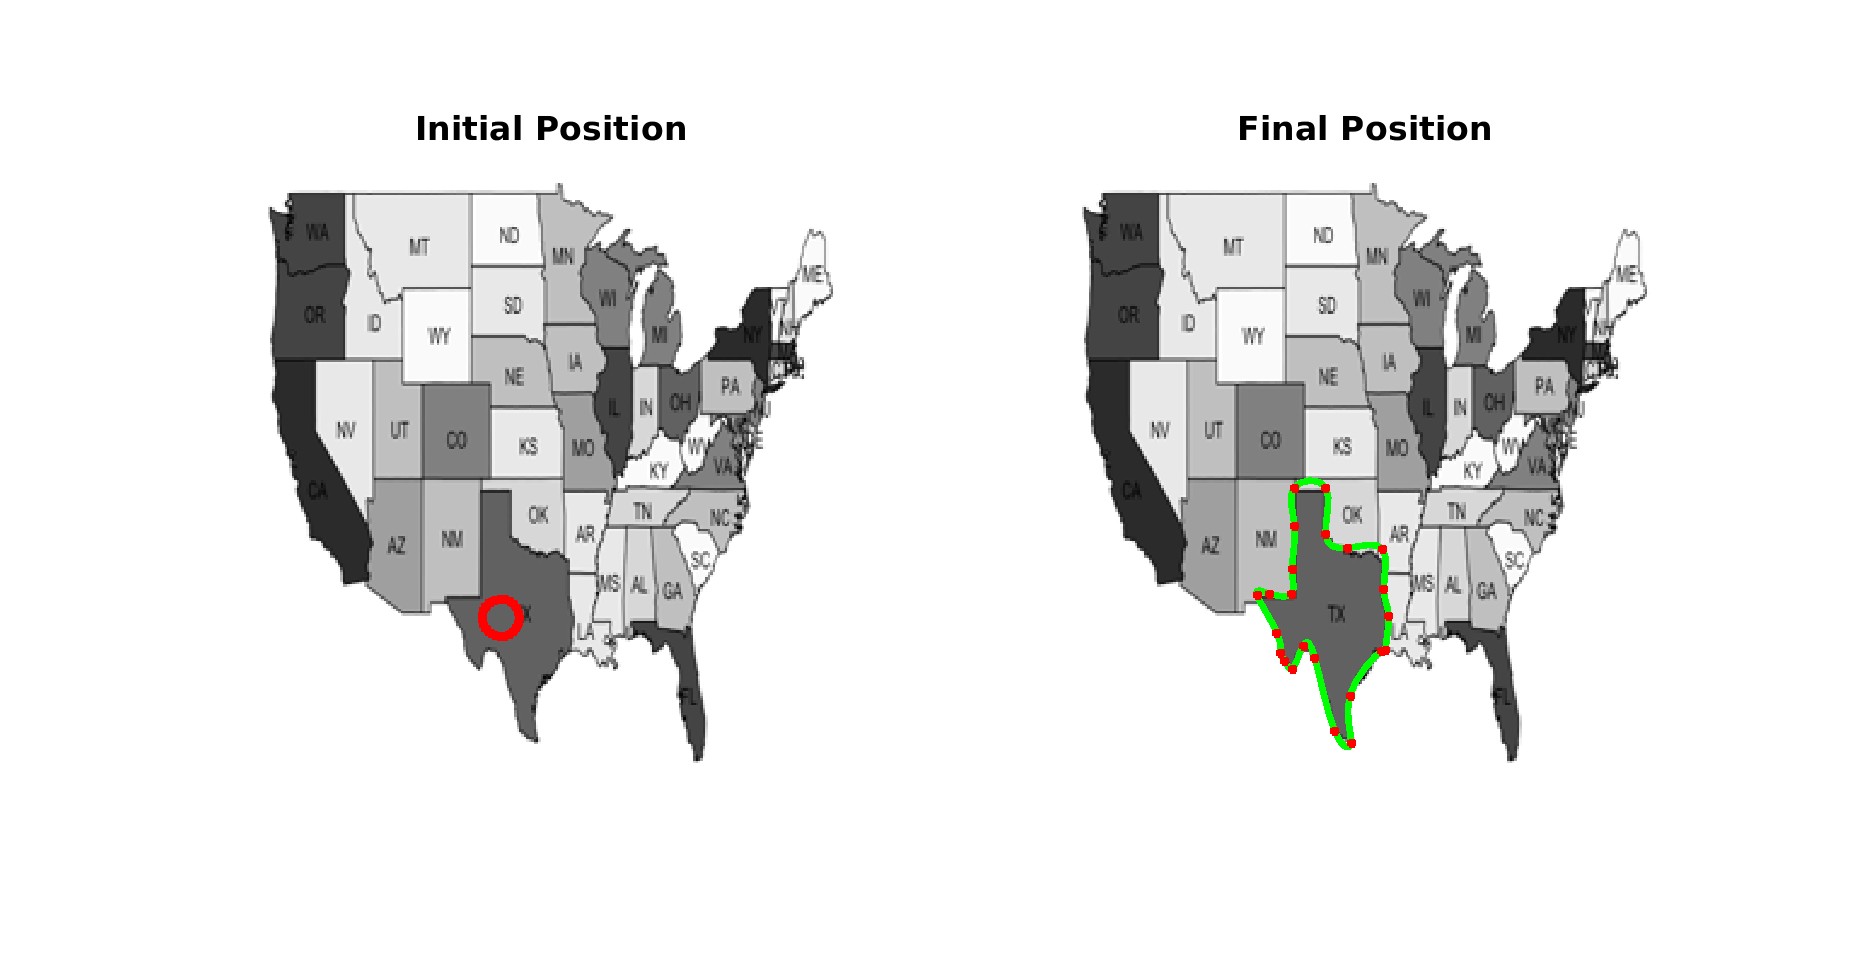 Initial Position
WA
MT
ND
MN
ME
OR
ID
WY
SD
WI
MI
NY
NH
IA
NE
PA
NV
UT
CO
KS
MO
IL
IN
OH
WV
KY
VA
CA
AZ
NM
OK
AR
TN
NC
SC
MS
AL
GA
LA
FL
Final Position
WA
MT
ND
MN
ME
OR
ID
WY
SD
WI
MI
NY
NH
IA
NE
PA
NV
UT
CO
KS
MO
IL
IN
OH
WV
KY
VA
CA
AZ
NM
OK
AR
TN
NC
SC
TX
MS
AL
GA
LA
FL